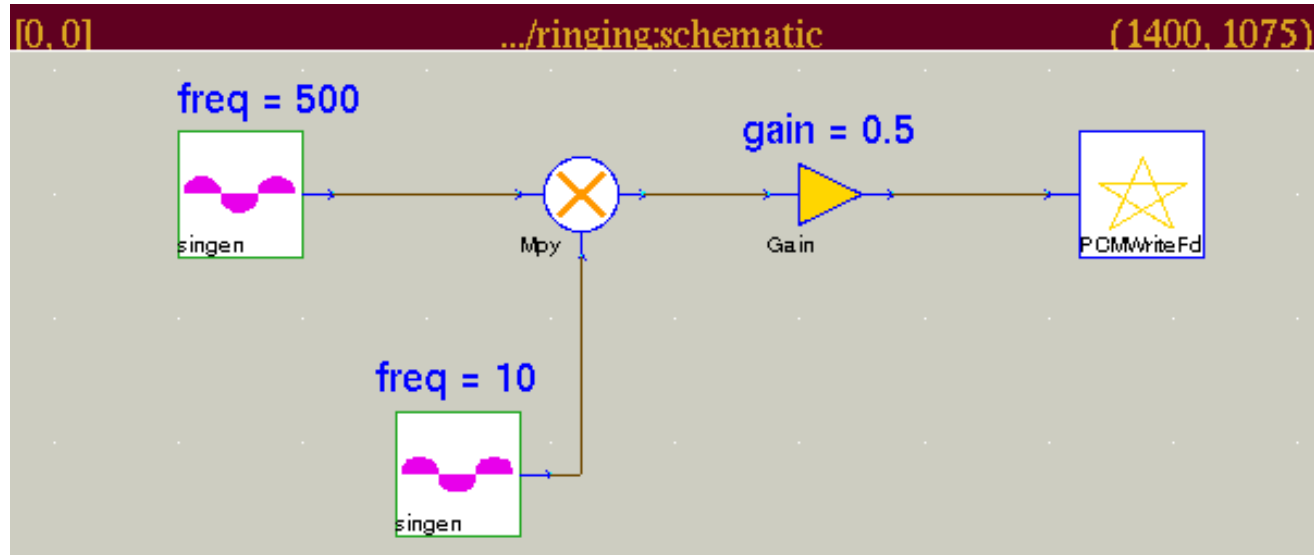 [0, 0] .../ringing:schematic (1400, 1075)
freq = 500
gain = 0.5
singen
Mpy
Gain
PCMWriteFd
freq = 10
singen